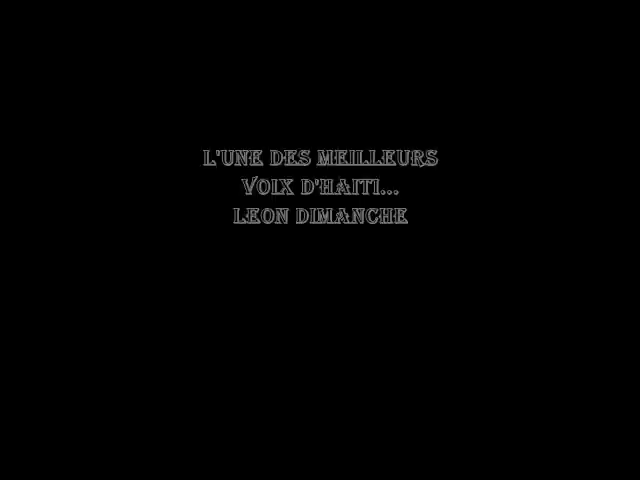 L'UNE DES MEILLEURS
VOIX D'HAITI...
LEON DIMANCHE